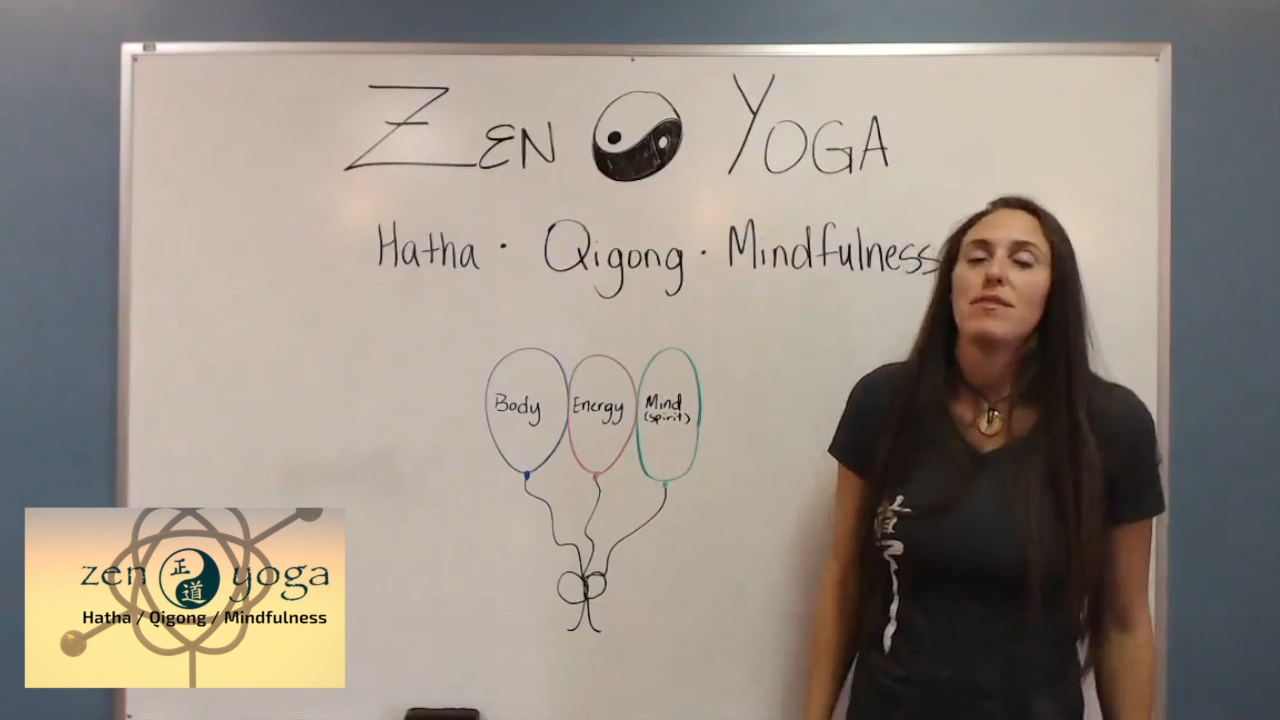 Zen Yoga
Hatha · Qigong · Mindfulness
Body Energy Mind
(spirit)
zen 正道 yoga
Hatha / Qigong / Mindfulness